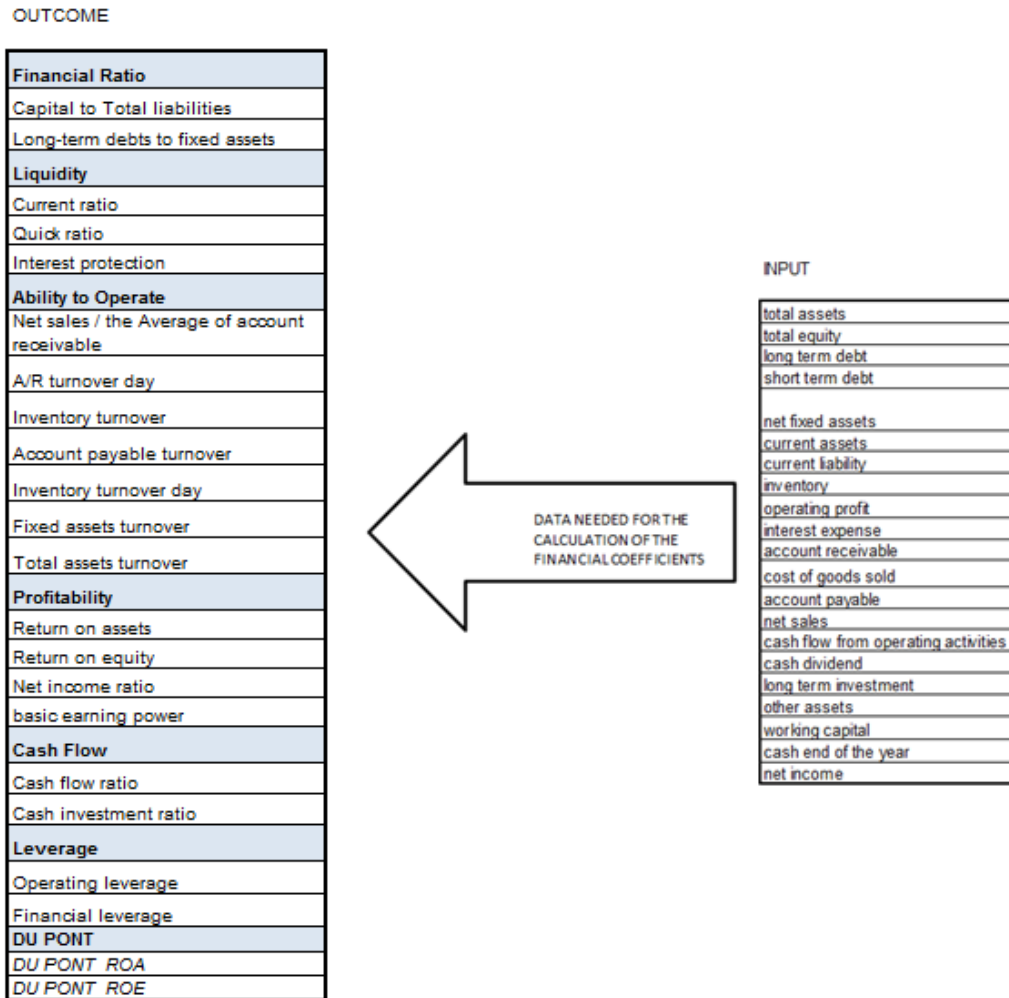 OUTCOME
Financial Ratio
Capital to Total liabilities
Long-term debts to fixed assets
Liquidity
Current ratio
Quick ratio
Interest protection
Ability to Operate
Net sales / the Average of account
receivable
A/R turnover day
Inventory turnover
Account payable turnover
Inventory turnover day
Fixed assets turnover
Total assets turnover
Profitability
Return on assets
Return on equity
Net income ratio
basic earning power
Cash Flow
Cash flow ratio
Cash investment ratio
Leverage
Operating leverage
Financial leverage
DU PONT
DU PONT ROA
DU PONT ROE
DATA NEEDED FOR THE
CALCULATION OF THE
FINANCIAL COEFFICIENTS
INPUT
total assets
total equity
long term debt
short term debt
net fixed assets
current assets
current liability
inventory
operating profit
interest expense
account receivable
cost of goods sold
account payable
net sales
cash flow from operating activities
cash dividend
long term investment
other assets
working capital
cash end of the year
net income